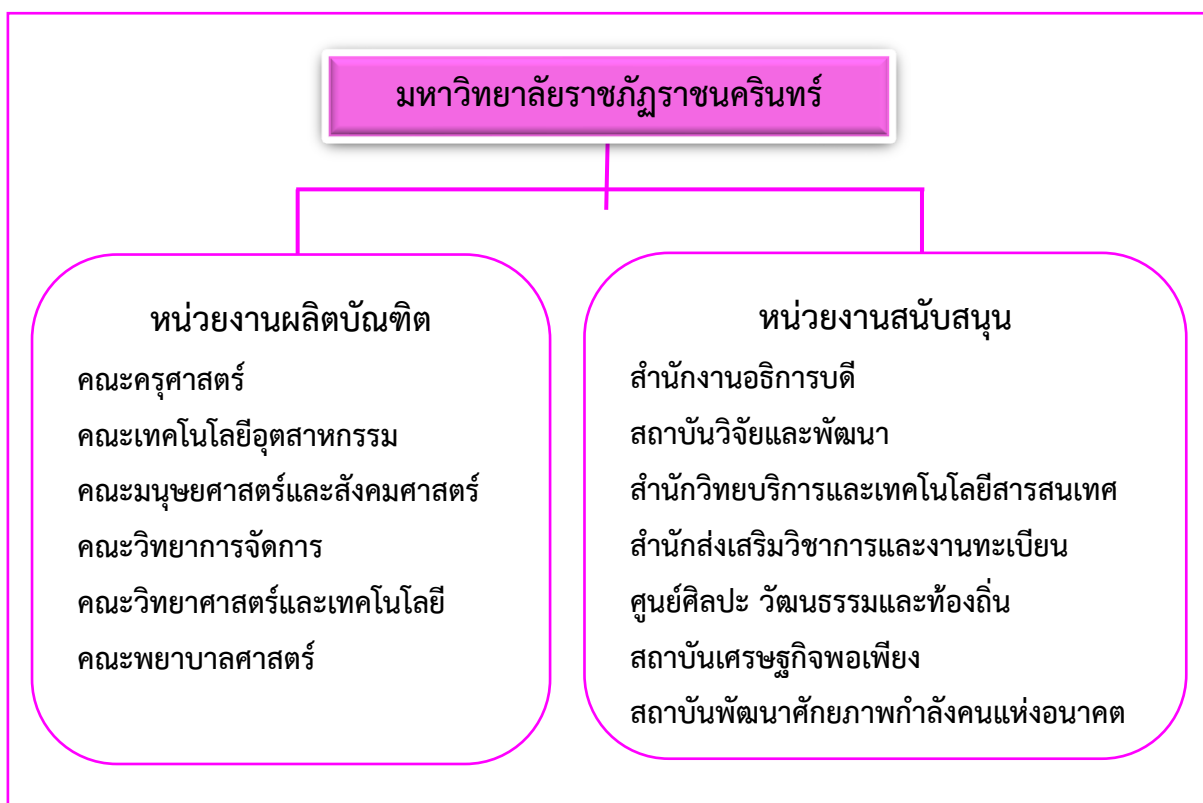 มหาวิทยาลัยราชภัฏราชนครินทร์
หน่วยงานผลิตบัณฑิต
คณะครุศาสตร์
คณะเทคโนโลยีอุตสาหกรรม
คณะมนุษยศาสตร์และสังคมศาสตร์
คณะวิทยาการจัดการ
คณะวิทยาศาสตร์และเทคโนโลยี
คณะพยาบาลศาสตร์
หน่วยงานสนับสนุน
สำนักงานอธิการบดี
สถาบันวิจัยและพัฒนา
สำนักวิทยบริการและเทคโนโลยีสารสนเทศ
สำนักส่งเสริมวิชาการและงานทะเบียน
ศูนย์ศิลปะ วัฒนธรรมและท้องถิ่น
สถาบันเศรษฐกิจพอเพียง
สถาบันพัฒนาศักยภาพกำลังคนแห่งอนาคต